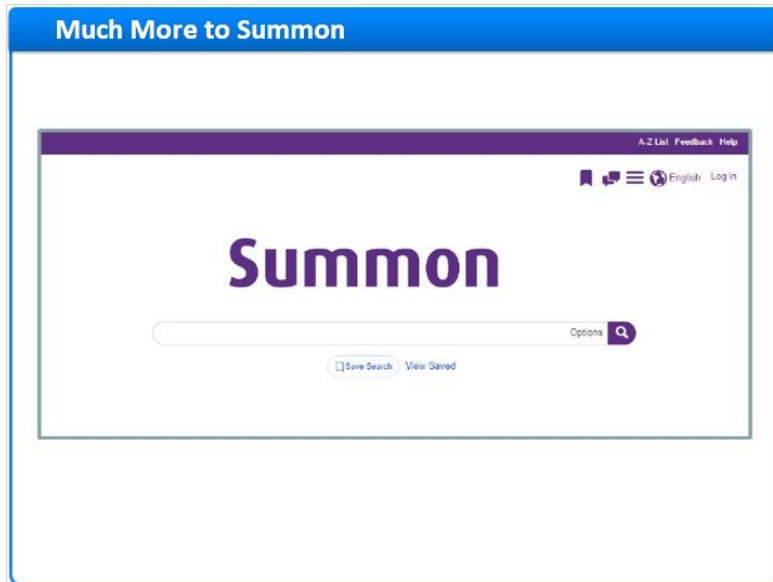 Much More to Summon
A-Z List Feedback Help
English Log in
Summon
Options
Save Search View Saved